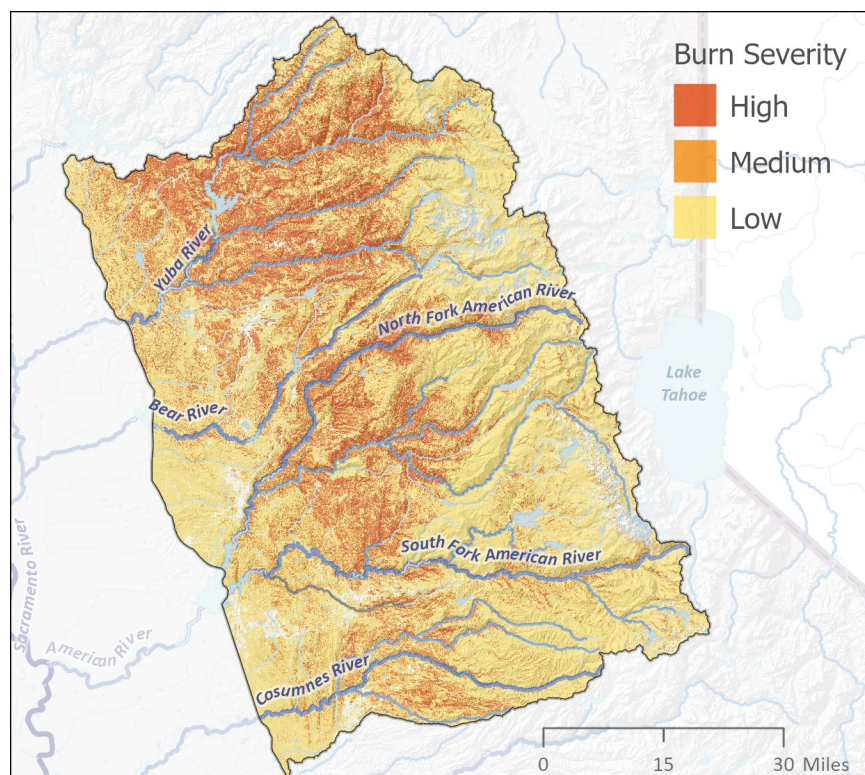 Burn Severity
High
Medium
Low
Yuba River
North Fork American River
Lake
Tahoe
Bear River
South Fork American River
Sacramento River
American River
Cosumnes River
0 15 30 Miles